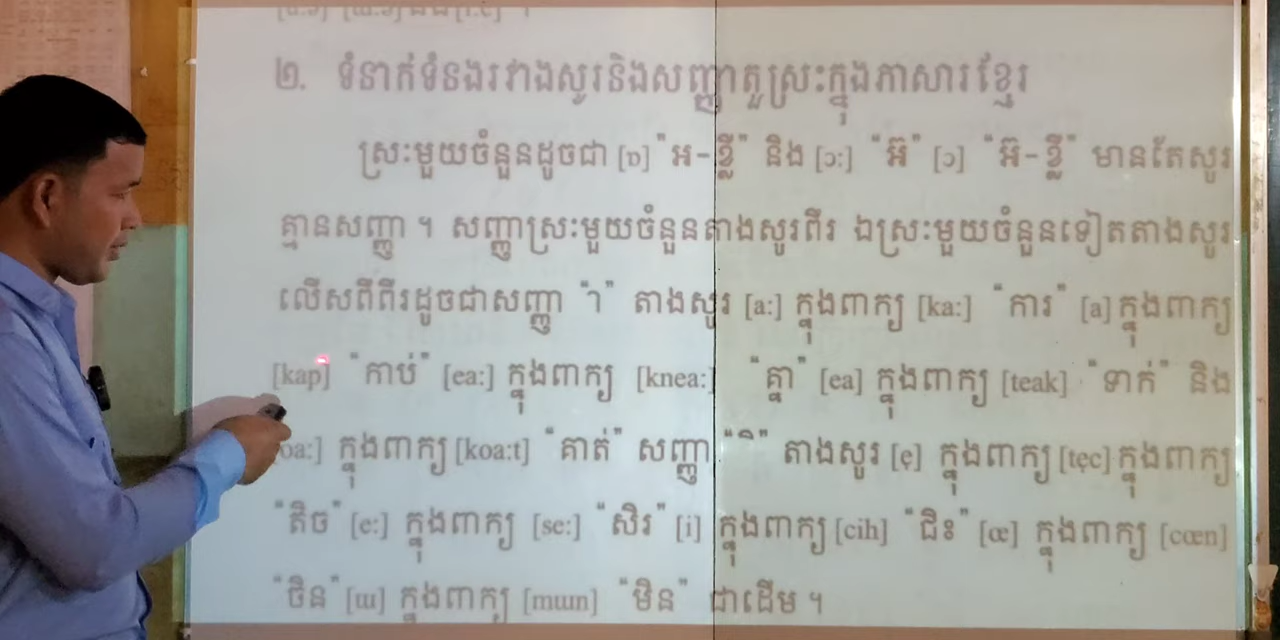 ២. ទំនាក់ទំនងរវាងសូរនិងសញ្ញាតួស្រះក្នុងភាសារខ្មែរ
ស្រះមួយចំនួនដូចជា [ɒ] "អ-ខ្លី" និង [ɔ:] "អ៊" [ɔ] "អ៊-ខ្លី" មានតែសូរ
គ្មានសញ្ញា ។ សញ្ញាស្រះមួយចំនួនតាងសូរពីរ ឯស្រះមួយចំនួនទៀតតាងសូរ
លើសពីពីរដូចជាសញ្ញា "ា" តាងសូរ [a:] ក្នុងពាក្យ [ka:] "ការ" [a] ក្នុងពាក្យ
[kap] "កាប់" [ea:] ក្នុងពាក្យ [knea:] "គ្នា" [ea] ក្នុងពាក្យ [teak] "ទាក់" និង
oa:] ក្នុងពាក្យ [koa:t] "គាត់" សញ្ញា "ិ" តាងសូរ [ẹ] ក្នុងពាក្យ [tẹc] ក្នុងពាក្យ
"តិច" [e:] ក្នុងពាក្យ [se:] "សិរ" [i] ក្នុងពាក្យ [cih] "ជិះ" [œ] ក្នុងពាក្យ [cœn]
"ចិន" [ɯ] ក្នុងពាក្យ [mɯn] "មិន" ជាដើម ។